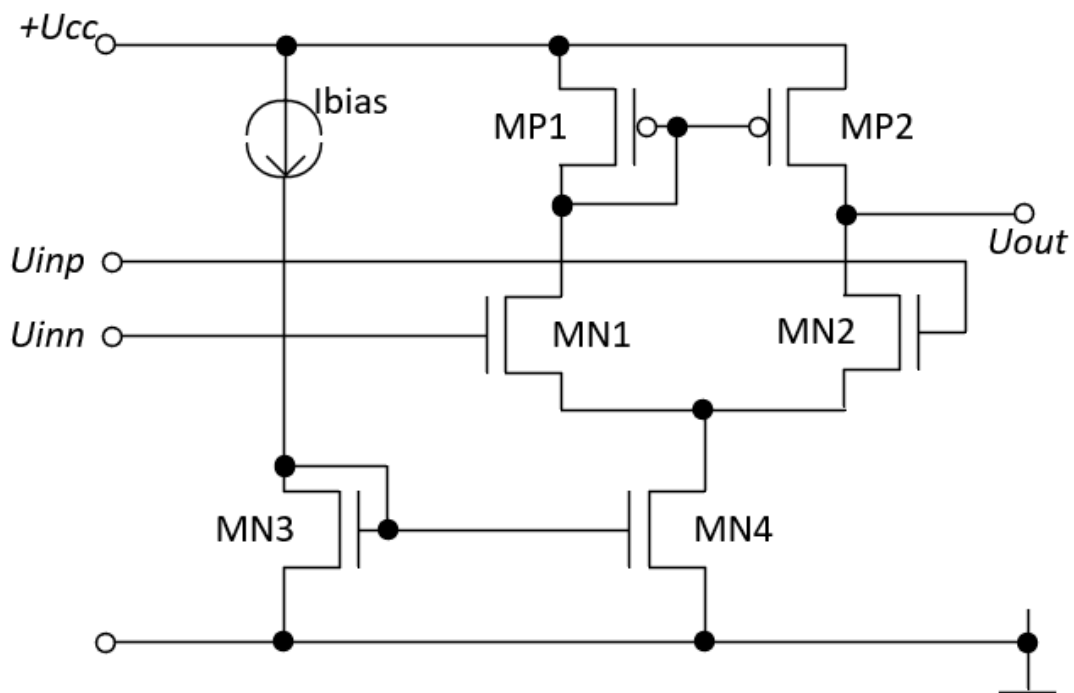 +Ucc
Ibias
MP1
MP2
Uout
Uinp
Uinn
MN1
MN2
MN3
MN4